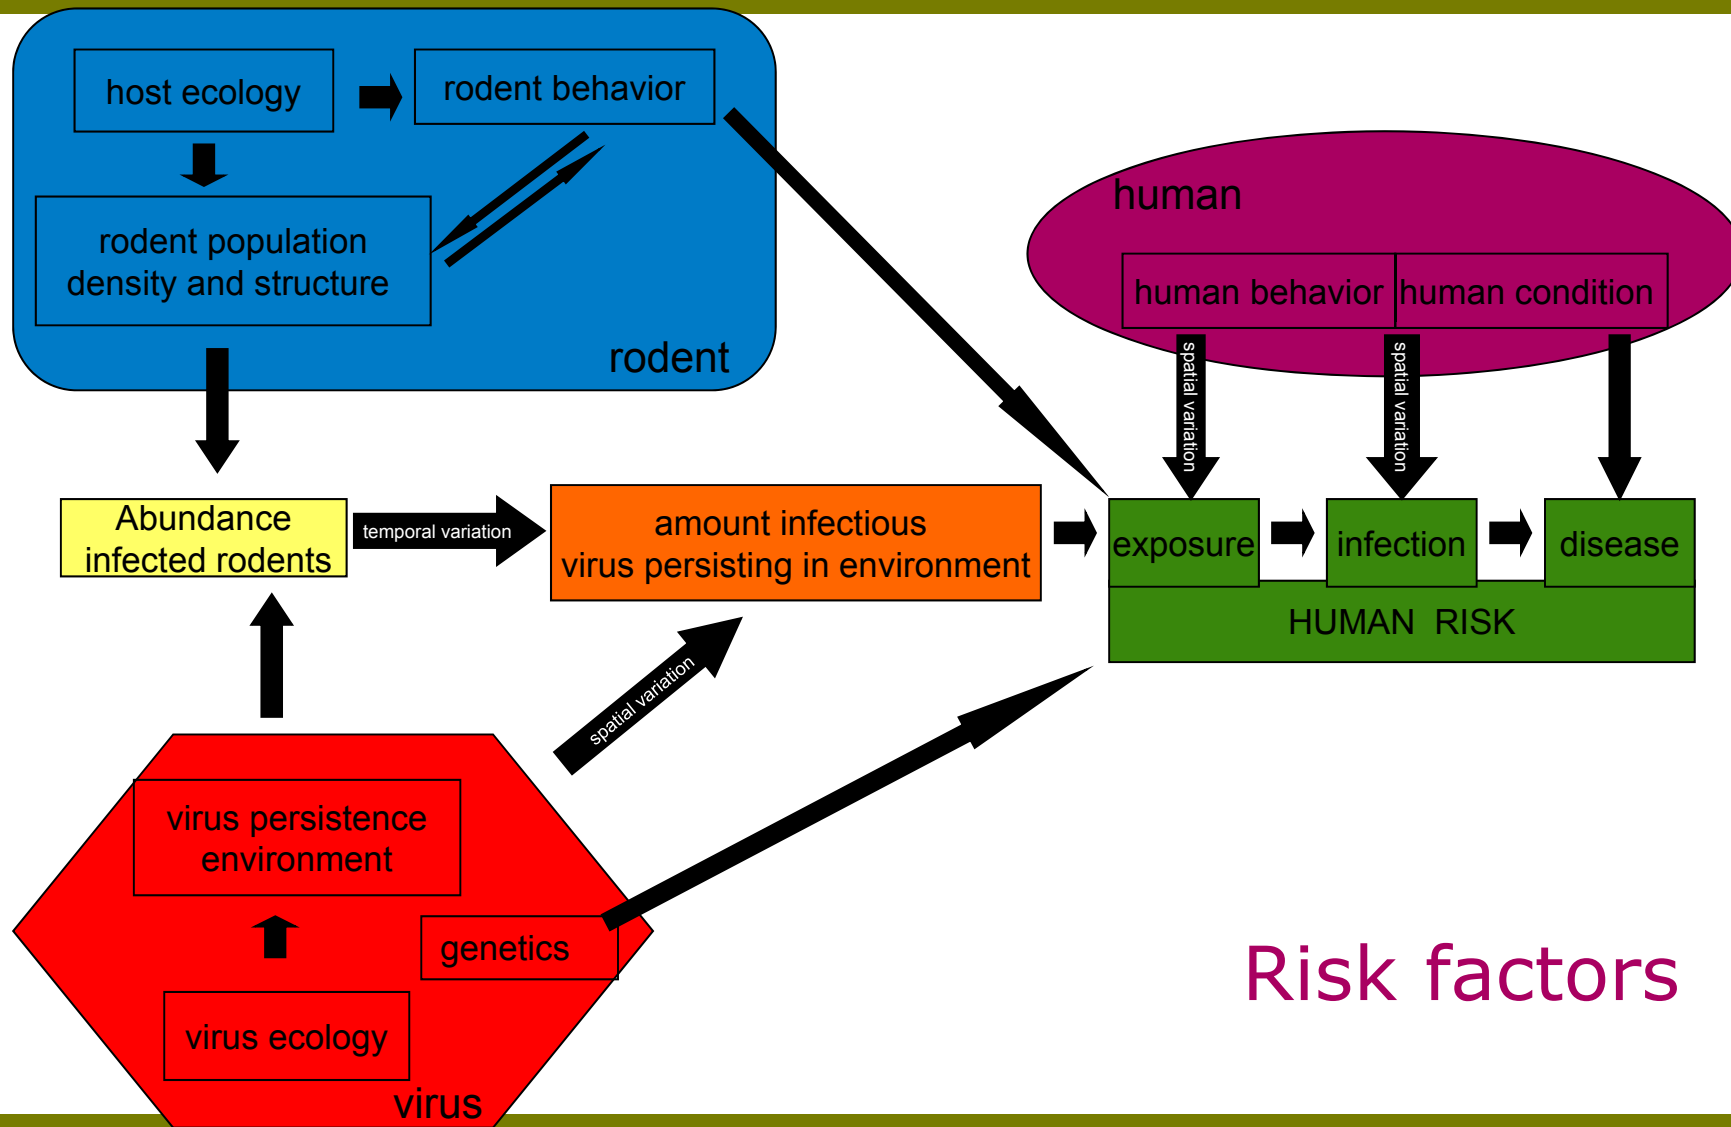 host ecology
rodent behavior
rodent population
density and structure
rodent
human
human behavior
human condition
spatial variation
spatial variation
Abundance
infected rodents
temporal variation
amount infectious
virus persisting in environment
exposure
infection
disease
HUMAN RISK
spatial variation
virus persistence
environment
genetics
virus ecology
virus
Risk factors